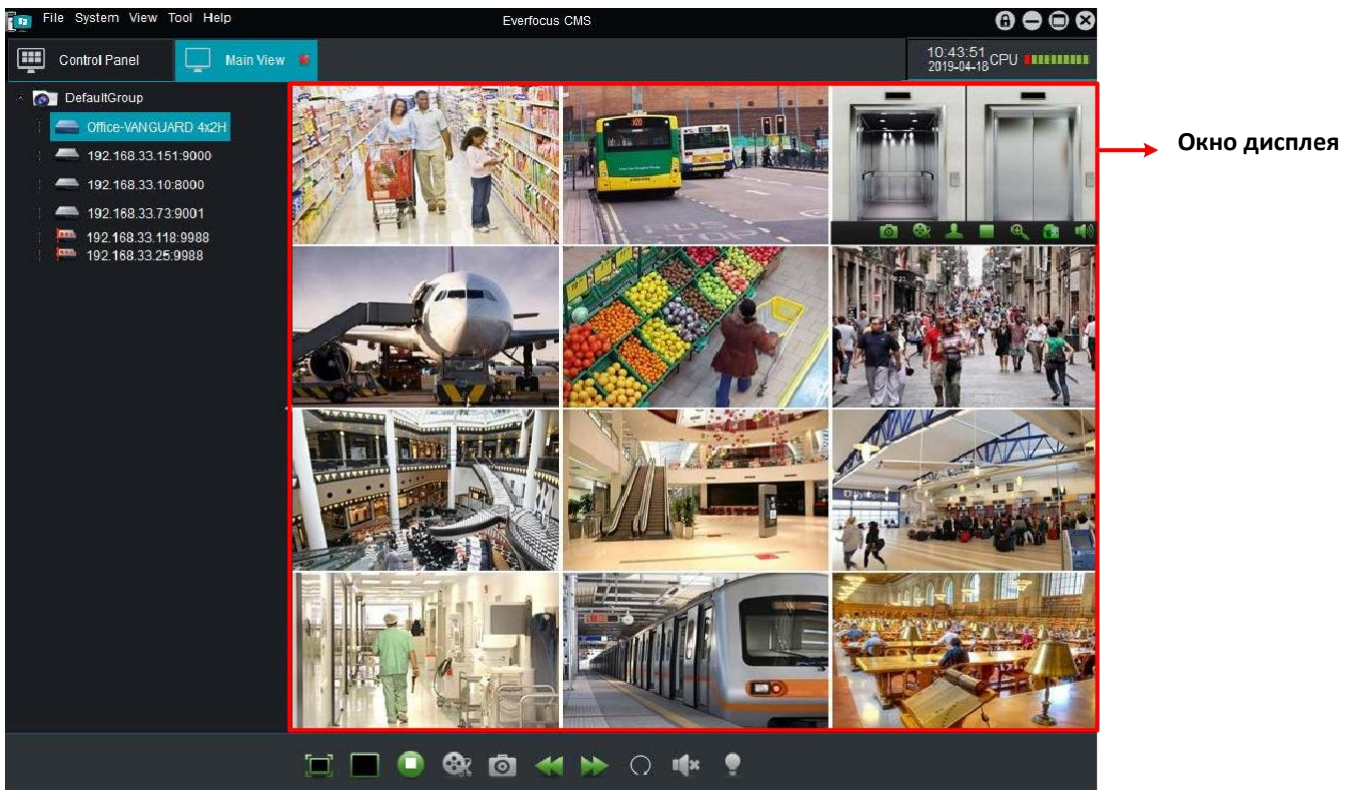 File System View Tool Help
Everfocus CMS
Control Panel
Main View
10:43:51
2019-04-18
CPU
DefaultGroup
Office-VANGUARD 4x2H
192.168.33.151:9000
192.168.33.10:8000
192.168.33.73:9001
192.168.33.118:9988
192.168.33.25:9988
Окно дисплея